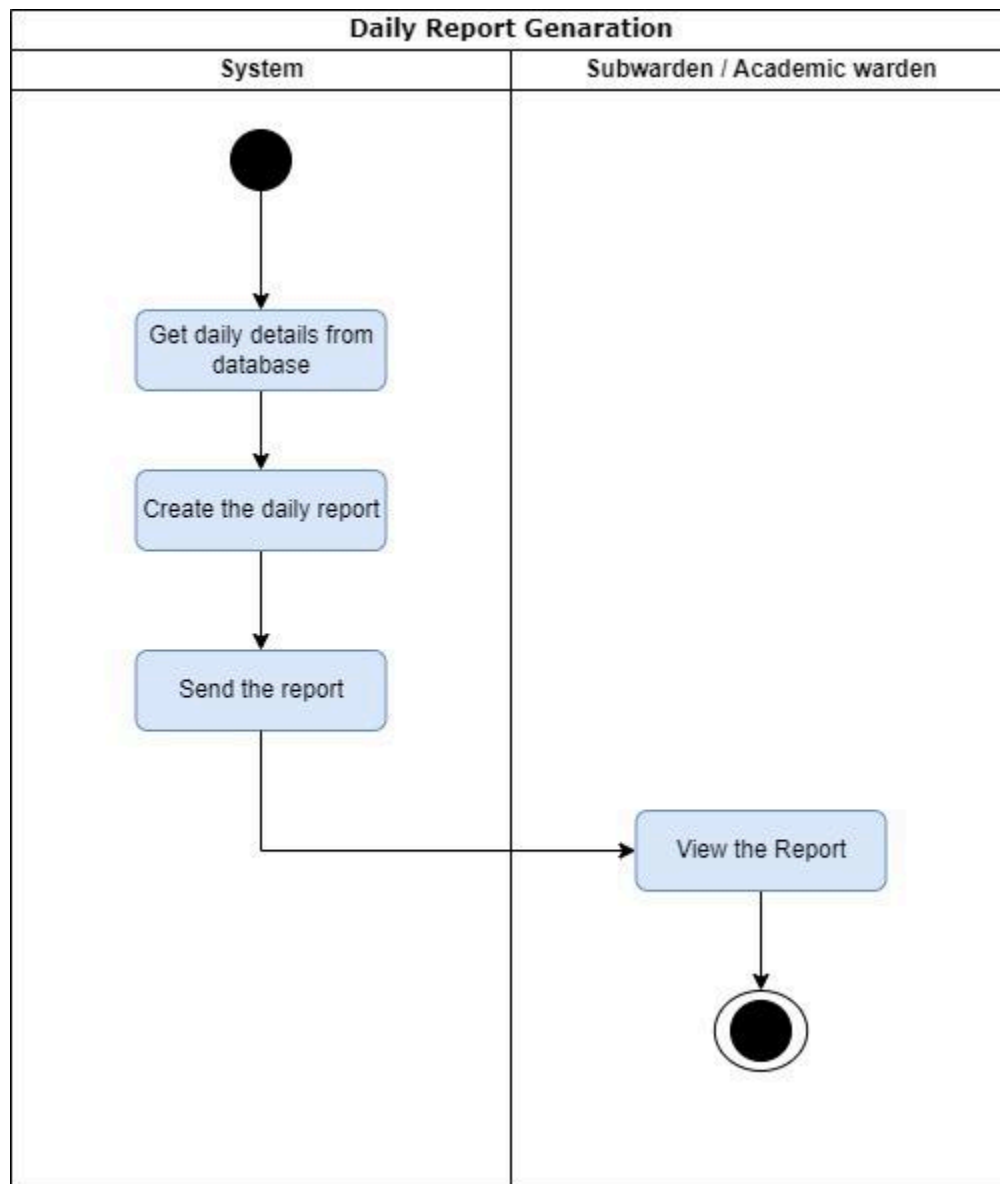 Daily Report Genaration
System
Subwarden / Academic warden
Get daily details from
database
Create the daily report
Send the report
View the Report